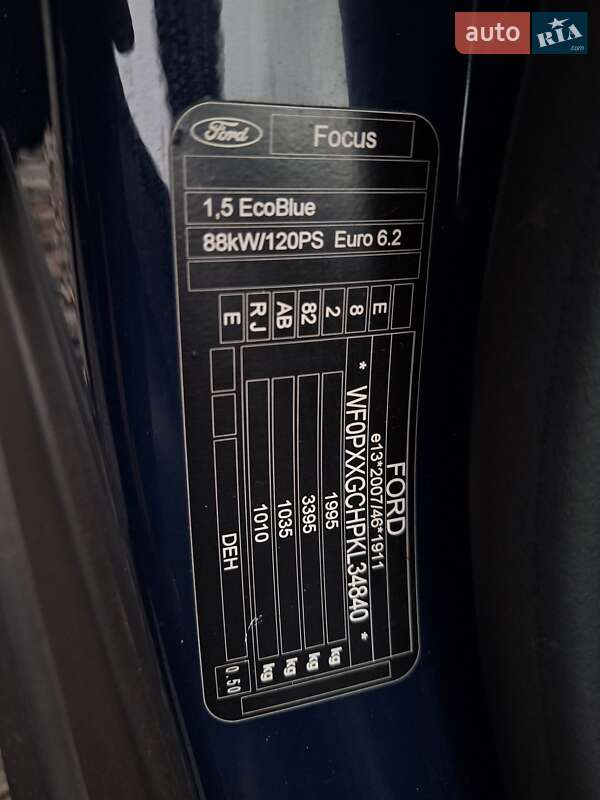 auto RIA.com
Ford
Focus
1,5 EcoBlue
88kW/120PS Euro 6.2
E RJ AB 82 2 8 E
FORD
e13*2007/46*1911
* WF0PXXGCHPKL34840 *
1995 kg
3395 kg
1035 kg
1010 kg
DEH
0.50